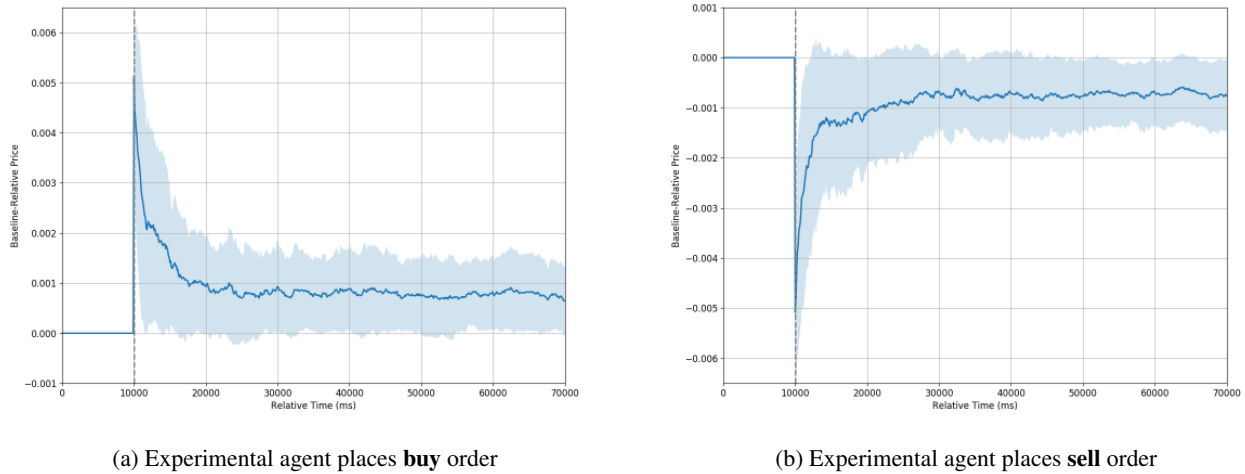 0.006
0.005
0.004
0.003
0.002
0.001
0.000
−0.001
0 10000 20000 30000 40000 50000 60000 70000
Baseline-Relative Price
Relative Time (ms)
(a) Experimental agent places buy order
0.001
0.000
−0.001
−0.002
−0.003
−0.004
−0.005
−0.006
0 10000 20000 30000 40000 50000 60000 70000
Baseline-Relative Price
Relative Time (ms)
(b) Experimental agent places sell order